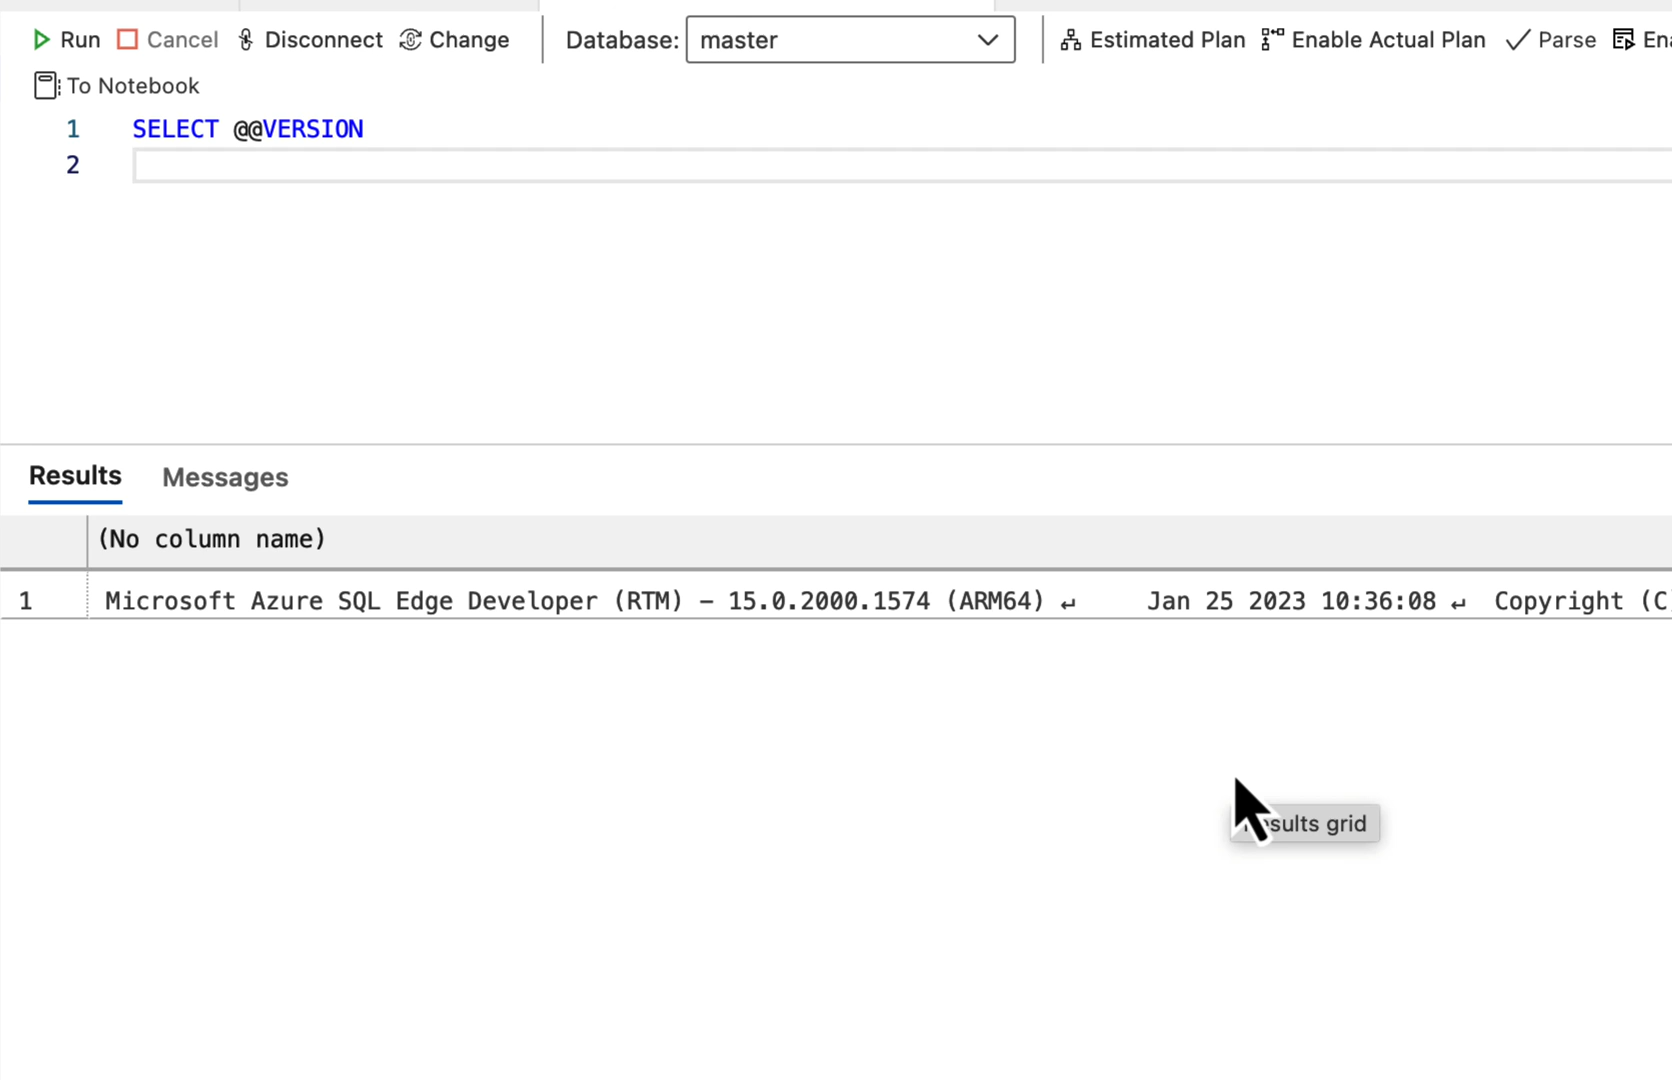 Run Cancel Disconnect Change Database: master Estimated Plan Enable Actual Plan Parse
To Notebook
1 SELECT @@VERSION
2
Results Messages
(No column name)
1 Microsoft Azure SQL Edge Developer (RTM) - 15.0.2000.1574 (ARM64) ↵ Jan 25 2023 10:36:08 ↵ Copyright (C)
grid